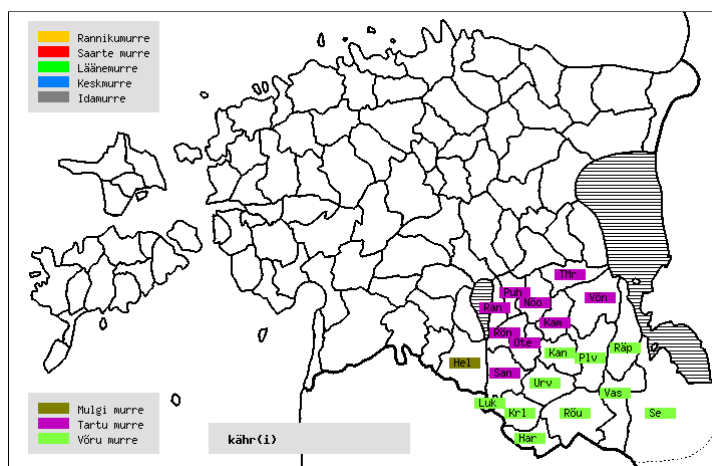 Rannikumurre
Saarte murre
Läänemurre
Keskmurre
Idamurre
TMr
Puh
Nõo
Võn
Ran
Kam
Rõn
Ote
Kan
Plv
Räp
Hel
San
Urv
Vas
Luk
Krl
Rõu
Se
Har
Mulgi murre
Tartu murre
Võru murre
kähr(i)